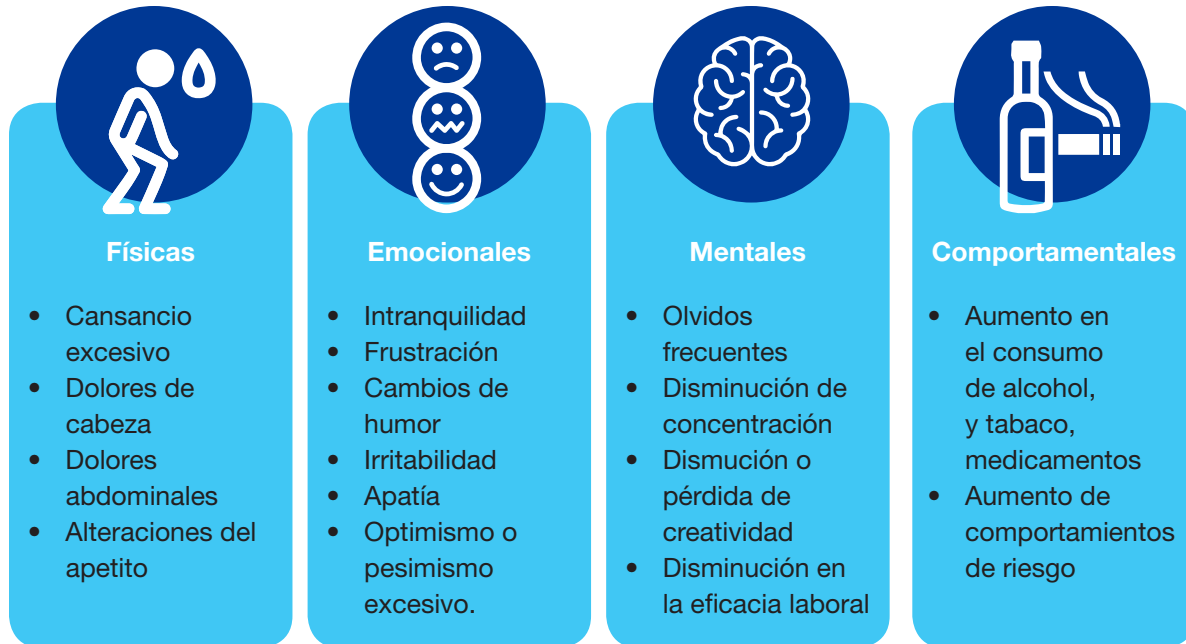 Físicas
• Cansancio
excesivo
• Dolores de
cabeza
• Dolores
abdominales
• Alteraciones del
apetito
Emocionales
• Intranquilidad
• Frustración
• Cambios de
humor
• Irritabilidad
• Apatía
• Optimismo o
pesimismo
excesivo.
Mentales
• Olvidos
frecuentes
• Disminución de
concentración
• Dismución o
pérdida de
creatividad
• Disminución en
la eficacia laboral
Comportamentales
• Aumento en
el consumo
de alcohol,
y tabaco,
medicamentos
• Aumento de
comportamientos
de riesgo